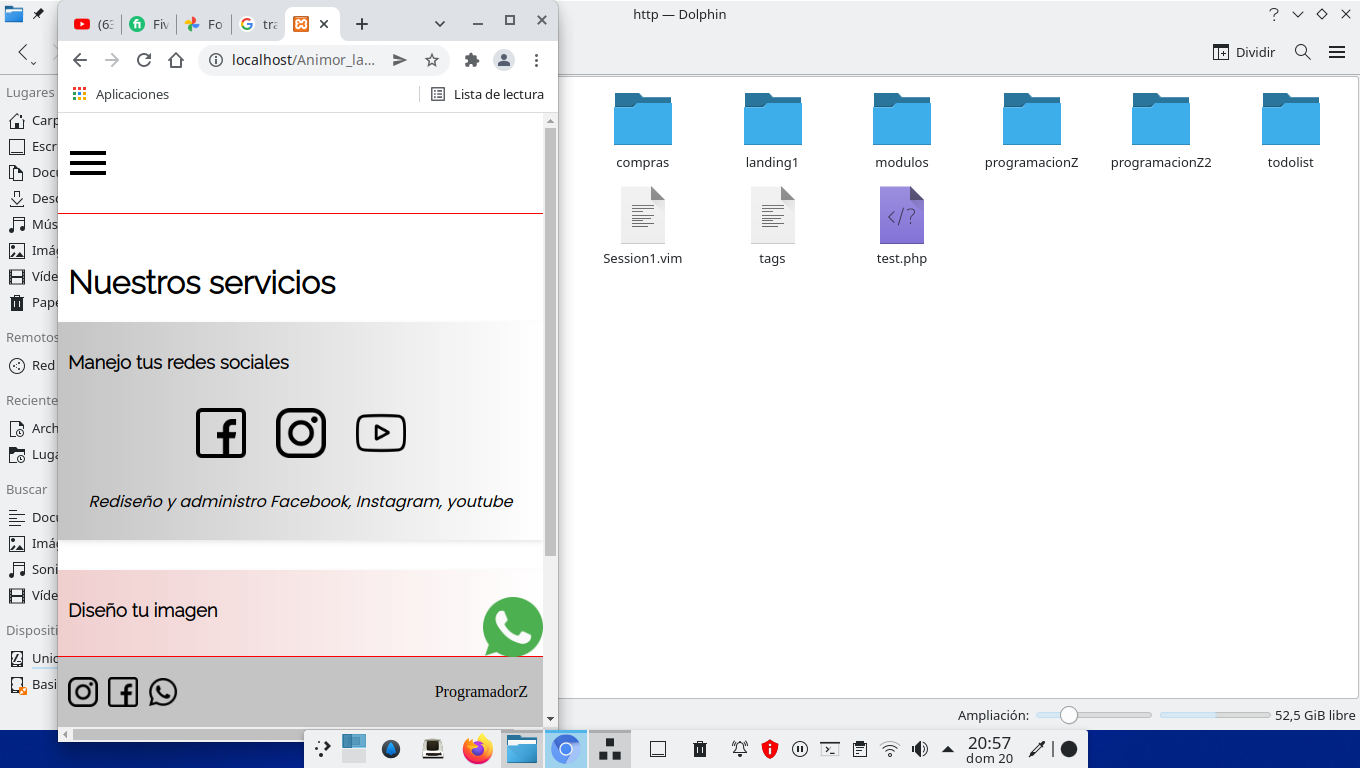 http — Dolphin
Dividir
(63
Fiv
Fo
tra
localhost/Animor_la...
Aplicaciones
Lista de lectura
Lugares
Carp
Escr
Docu
Desc
Mús
Imág
Víde
Pape
Remotos
Red
Reciente
Arch
Luga
Buscar
Docu
Imág
Soni
Víde
Dispositi
Unid
Basi
Nuestros servicios
Manejo tus redes sociales
Rediseño y administro Facebook, Instagram, youtube
Diseño tu imagen
ProgramadorZ
compras
landing1
modulos
programacionZ
programacionZ2
todolist
Session1.vim
tags
</?
test.php
Ampliación:
52,5 GiB libre
20:57
dom 20